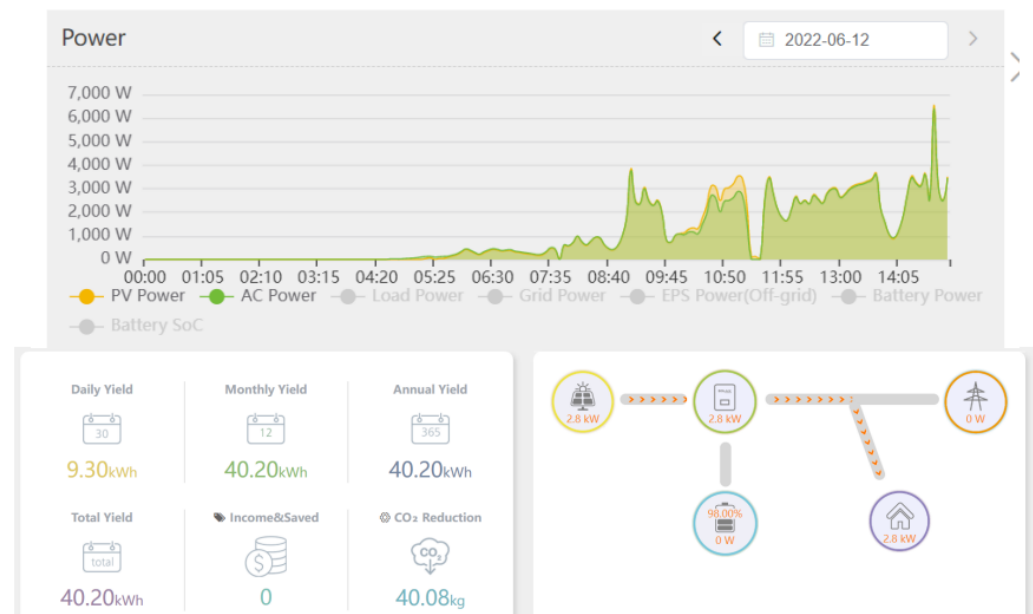 Power
2022-06-12
7,000 W
6,000 W
5,000 W
4,000 W
3,000 W
2,000 W
1,000 W
0 W
00:00 01:05 02:10 03:15 04:20 05:25 06:30 07:35 08:40 09:45 10:50 11:55 13:00 14:05
PV Power AC Power Load Power Grid Power EPS Power(Off-grid) Battery Power
Battery SoC
Daily Yield Monthly Yield Annual Yield
30 12 365
9.30kWh 40.20kWh 40.20kWh
Total Yield Income&Saved CO₂ Reduction
total $ CO₂
40.20kWh 0 40.08kg
2.8 kW 2.8 kW 0 W
98.00%
0 W 2.8 kW